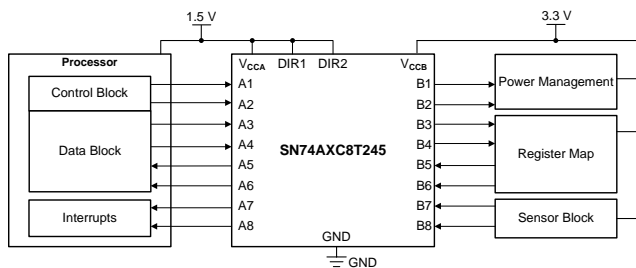 1.5 V
3.3 V
Processor
VCCA
DIR1
DIR2
VCCB
Control Block
Data Block
Interrupts
A1
A2
A3
A4
A5
A6
A7
A8
SN74AXC8T245
B1
B2
B3
B4
B5
B6
B7
B8
GND
GND
Power Management
Register Map
Sensor Block